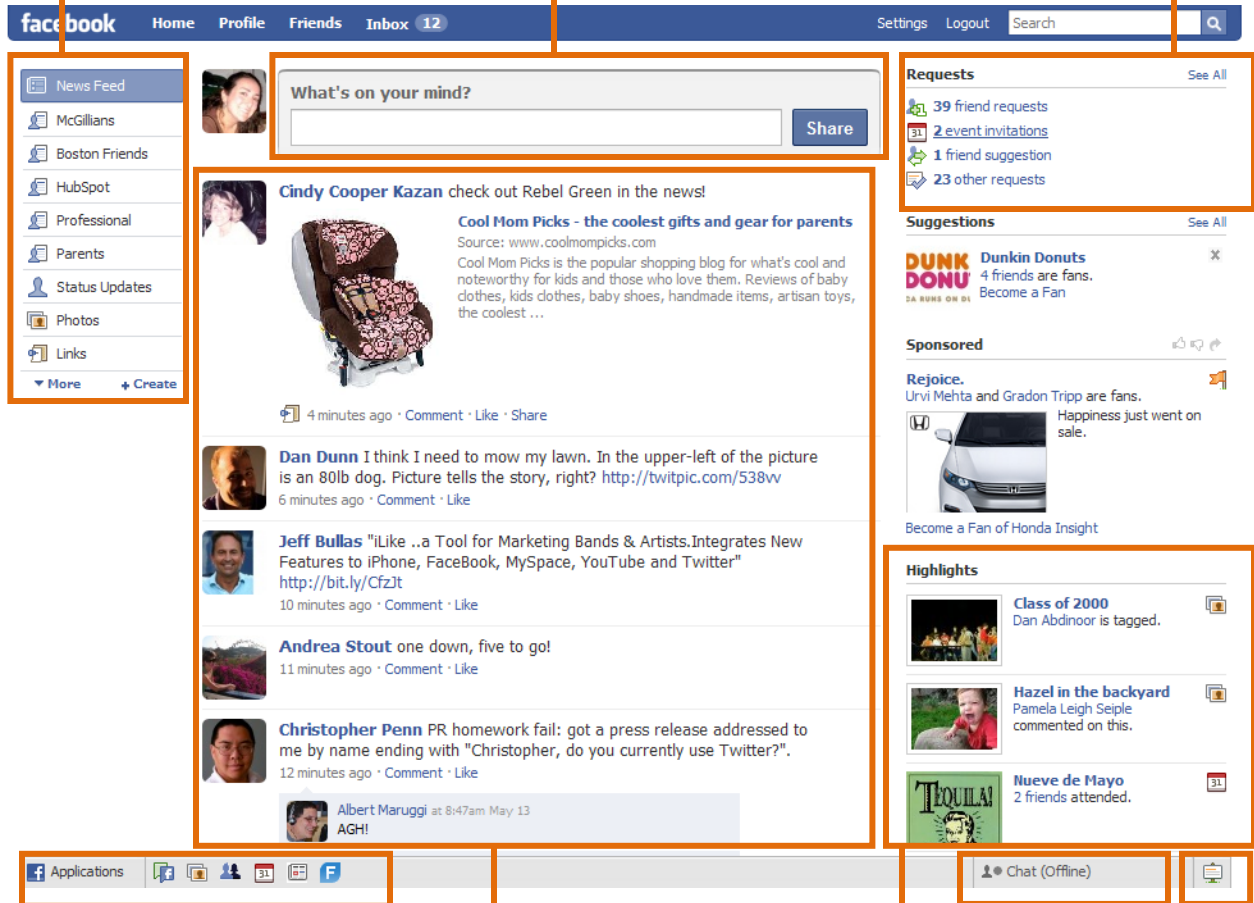 facebook Home Profile Friends Inbox 12 Settings Logout Search
News Feed
McGillians
Boston Friends
HubSpot
Professional
Parents
Status Updates
Photos
Links
More + Create
What's on your mind?
Share
Cindy Cooper Kazan check out Rebel Green in the news!
Cool Mom Picks - the coolest gifts and gear for parents
Source: www.coolmompicks.com
Cool Mom Picks is the popular shopping blog for what's cool and
noteworthy for kids and those who love them. Reviews of baby
clothes, kids clothes, baby shoes, handmade items, artisan toys,
the coolest ...
4 minutes ago · Comment · Like · Share
Dan Dunn I think I need to mow my lawn. In the upper-left of the picture
is an 80lb dog. Picture tells the story, right? http://twitpic.com/538vv
6 minutes ago · Comment · Like
Jeff Bullas "iLike ..a Tool for Marketing Bands & Artists.Integrates New
Features to iPhone, FaceBook, MySpace, YouTube and Twitter"
http://bit.ly/CfzJt
10 minutes ago · Comment · Like
Andrea Stout one down, five to go!
11 minutes ago · Comment · Like
Christopher Penn PR homework fail: got a press release addressed to
me by name ending with "Christopher, do you currently use Twitter?".
12 minutes ago · Comment · Like
Albert Maruggi at 8:47am May 13
AGH!
Requests See All
39 friend requests
31 2 event invitations
1 friend suggestion
23 other requests
Suggestions See All
DUNK
DONU
DA RUNS ON DU
Dunkin Donuts
4 friends are fans.
Become a Fan
Sponsored
Rejoice.
Urvi Mehta and Gradon Tripp are fans.
Happiness just went on
sale.
Become a Fan of Honda Insight
Highlights
Class of 2000
Dan Abdinoor is tagged.
Hazel in the backyard
Pamela Leigh Seiple
commented on this.
TEQUILA!
Nueve de Mayo 31
2 friends attended.
Applications 31 F
Chat (Offline)